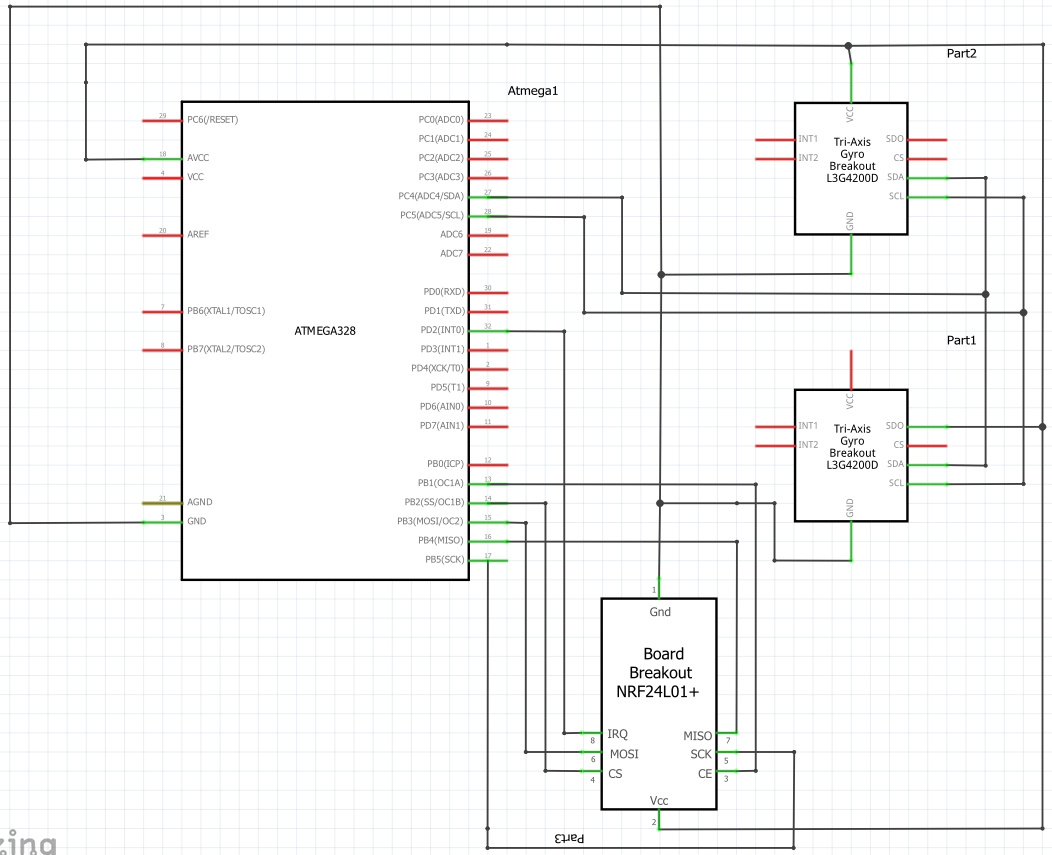 Part2
Atmega1
29 PC6(/RESET)
18 AVCC
4 VCC
20 AREF
7 PB6(XTAL1/TOSC1)
8 PB7(XTAL2/TOSC2)
21 AGND
3 GND
ATMEGA328
PC0(ADC0) 23
PC1(ADC1) 24
PC2(ADC2) 25
PC3(ADC3) 26
PC4(ADC4/SDA) 27
PC5(ADC5/SCL) 28
ADC6 19
ADC7 22
PD0(RXD) 30
PD1(TXD) 31
PD2(INT0) 32
PD3(INT1) 1
PD4(XCK/T0) 2
PD5(T1) 9
PD6(AIN0) 10
PD7(AIN1) 11
PB0(ICP) 12
PB1(OC1A) 13
PB2(SS/OC1B) 14
PB3(MOSI/OC2) 15
PB4(MISO) 16
PB5(SCK) 17
VCC
INT1
INT2
Tri-Axis
Gyro
Breakout
L3G4200D
SDO
CS
SDA
SCL
GND
Part1
VCC
INT1
INT2
Tri-Axis
Gyro
Breakout
L3G4200D
SDO
CS
SDA
SCL
GND
1
Gnd
Board
Breakout
NRF24L01+
IRQ 8
MOSI 6
CS 4
MISO 7
SCK 5
CE 3
Vcc
2
Part3
zing